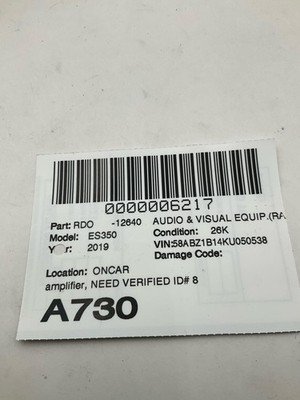 0000006217
Part: RDO -12640 AUDIO & VISUAL EQUIP.(RA
Model: ES350 Condition: 26K
Year: 2019 VIN:58ABZ1B14KU050538
Damage Code:
Location: ONCAR
amplifier, NEED VERIFIED ID# 8
A730